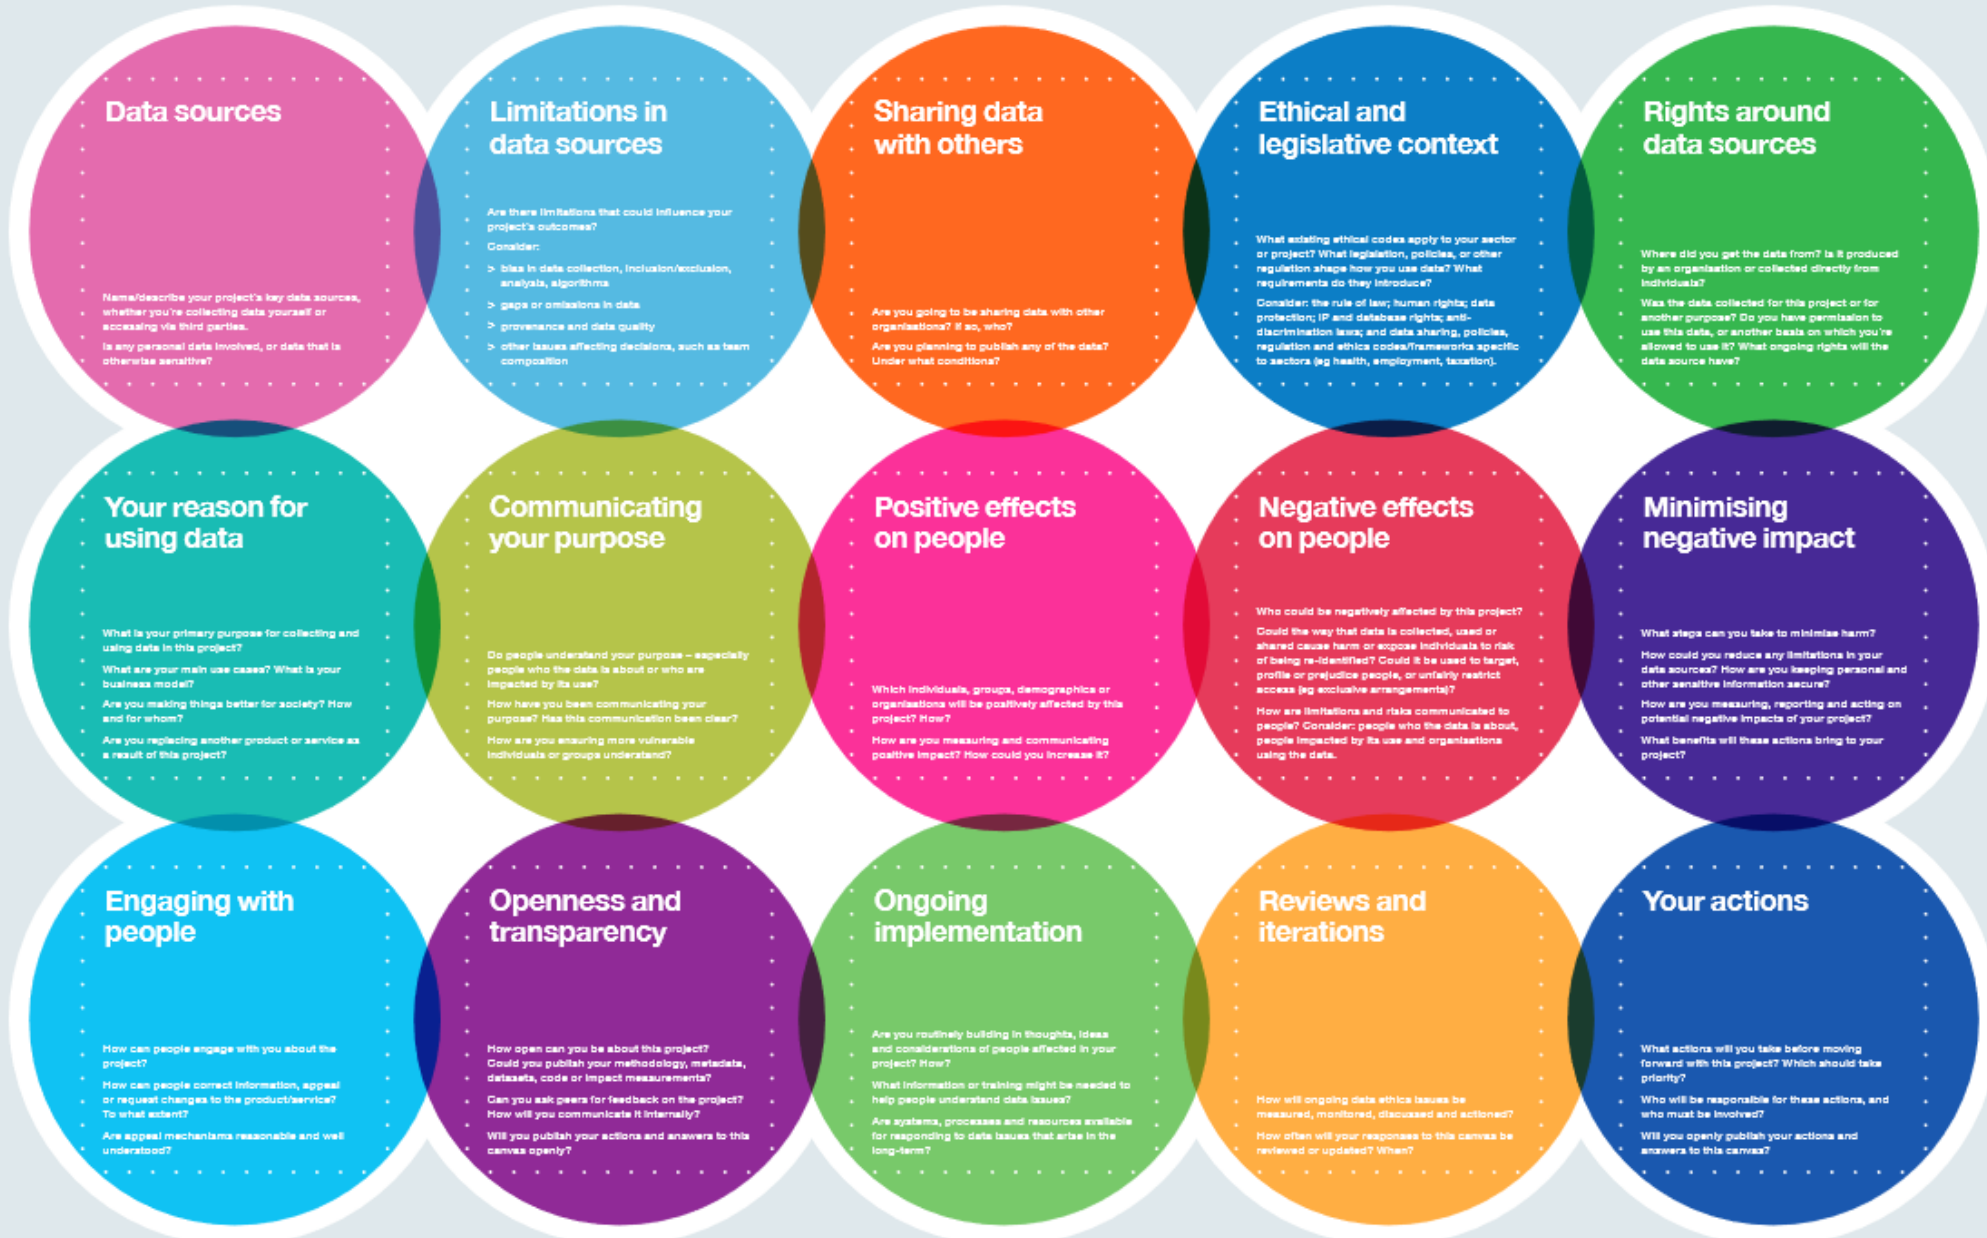 Data sources
Name/describe your project's key data sources,
whether you're collecting data yourself or
accessing via third parties.
Is any personal data involved, or data that is
otherwise sensitive?
Limitations in
data sources
Are there limitations that could influence your
project's outcomes?
Consider:
> bias in data collection, inclusion/exclusion,
analysis, algorithms
> gaps or omissions in data
> provenance and data quality
> other issues affecting decisions, such as team
composition
Sharing data
with others
Are you going to be sharing data with other
organisations? If so, who?
Are you planning to publish any of the data?
Under what conditions?
Ethical and
legislative context
What existing ethical codes apply to your sector
or project? What legislation, policies, or other
regulation shape how you use data? What
requirements do they introduce?
Consider: the rule of law; human rights; data
protection; IP and database rights; anti-
discrimination laws; and data sharing, policies,
regulation and ethics codes/frameworks specific
to sectors (eg health, employment, taxation).
Rights around
data sources
Where did you get the data from? Is it produced
by an organisation or collected directly from
individuals?
Was the data collected for this project or for
another purpose? Do you have permission to
use this data, or another basis on which you're
allowed to use it? What ongoing rights will the
data source have?
Your reason for
using data
What is your primary purpose for collecting and
using data in this project?
What are your main use cases? What is your
business model?
Are you making things better for society? How
and for whom?
Are you replacing another product or service as
a result of this project?
Communicating
your purpose
Do people understand your purpose – especially
people who the data is about or who are
impacted by its use?
How have you been communicating your
purpose? Has this communication been clear?
How are you ensuring more vulnerable
individuals or groups understand?
Positive effects
on people
Which individuals, groups, demographics or
organisations will be positively affected by this
project? How?
How are you measuring and communicating
positive impact? How could you increase it?
Negative effects
on people
Who could be negatively affected by this project?
Could the way that data is collected, used or
shared cause harm or expose individuals to risk
of being re-identified? Could it be used to target,
profile or prejudice people, or unfairly restrict
access (eg exclusive arrangements)?
How are limitations and risks communicated to
people? Consider: people who the data is about,
people impacted by its use and organisations
using the data.
Minimising
negative impact
What steps can you take to minimise harm?
How could you reduce any limitations in your
data sources? How are you keeping personal and
other sensitive information secure?
How are you measuring, reporting and acting on
potential negative impacts of your project?
What benefits will these actions bring to your
project?
Engaging with
people
How can people engage with you about the
project?
How can people correct information, appeal
or request changes to the product/service?
To what extent?
Are appeal mechanisms reasonable and well
understood?
Openness and
transparency
How open can you be about this project?
Could you publish your methodology, metadata,
datasets, code or impact measurements?
Can you ask peers for feedback on the project?
How will you communicate it internally?
Will you publish your actions and answers to this
canvas openly?
Ongoing
implementation
Are you routinely building in thoughts, ideas
and considerations of people affected in your
project? How?
What information or training might be needed to
help people understand data issues?
Are systems, processes and resources available
for responding to data issues that arise in the
long-term?
Reviews and
iterations
How will ongoing data ethics issues be
measured, monitored, discussed and actioned?
How often will your responses to this canvas be
reviewed or updated? When?
Your actions
What actions will you take before moving
forward with this project? Which should take
priority?
Who will be responsible for these actions, and
who must be involved?
Will you openly publish your actions and
answers to this canvas?